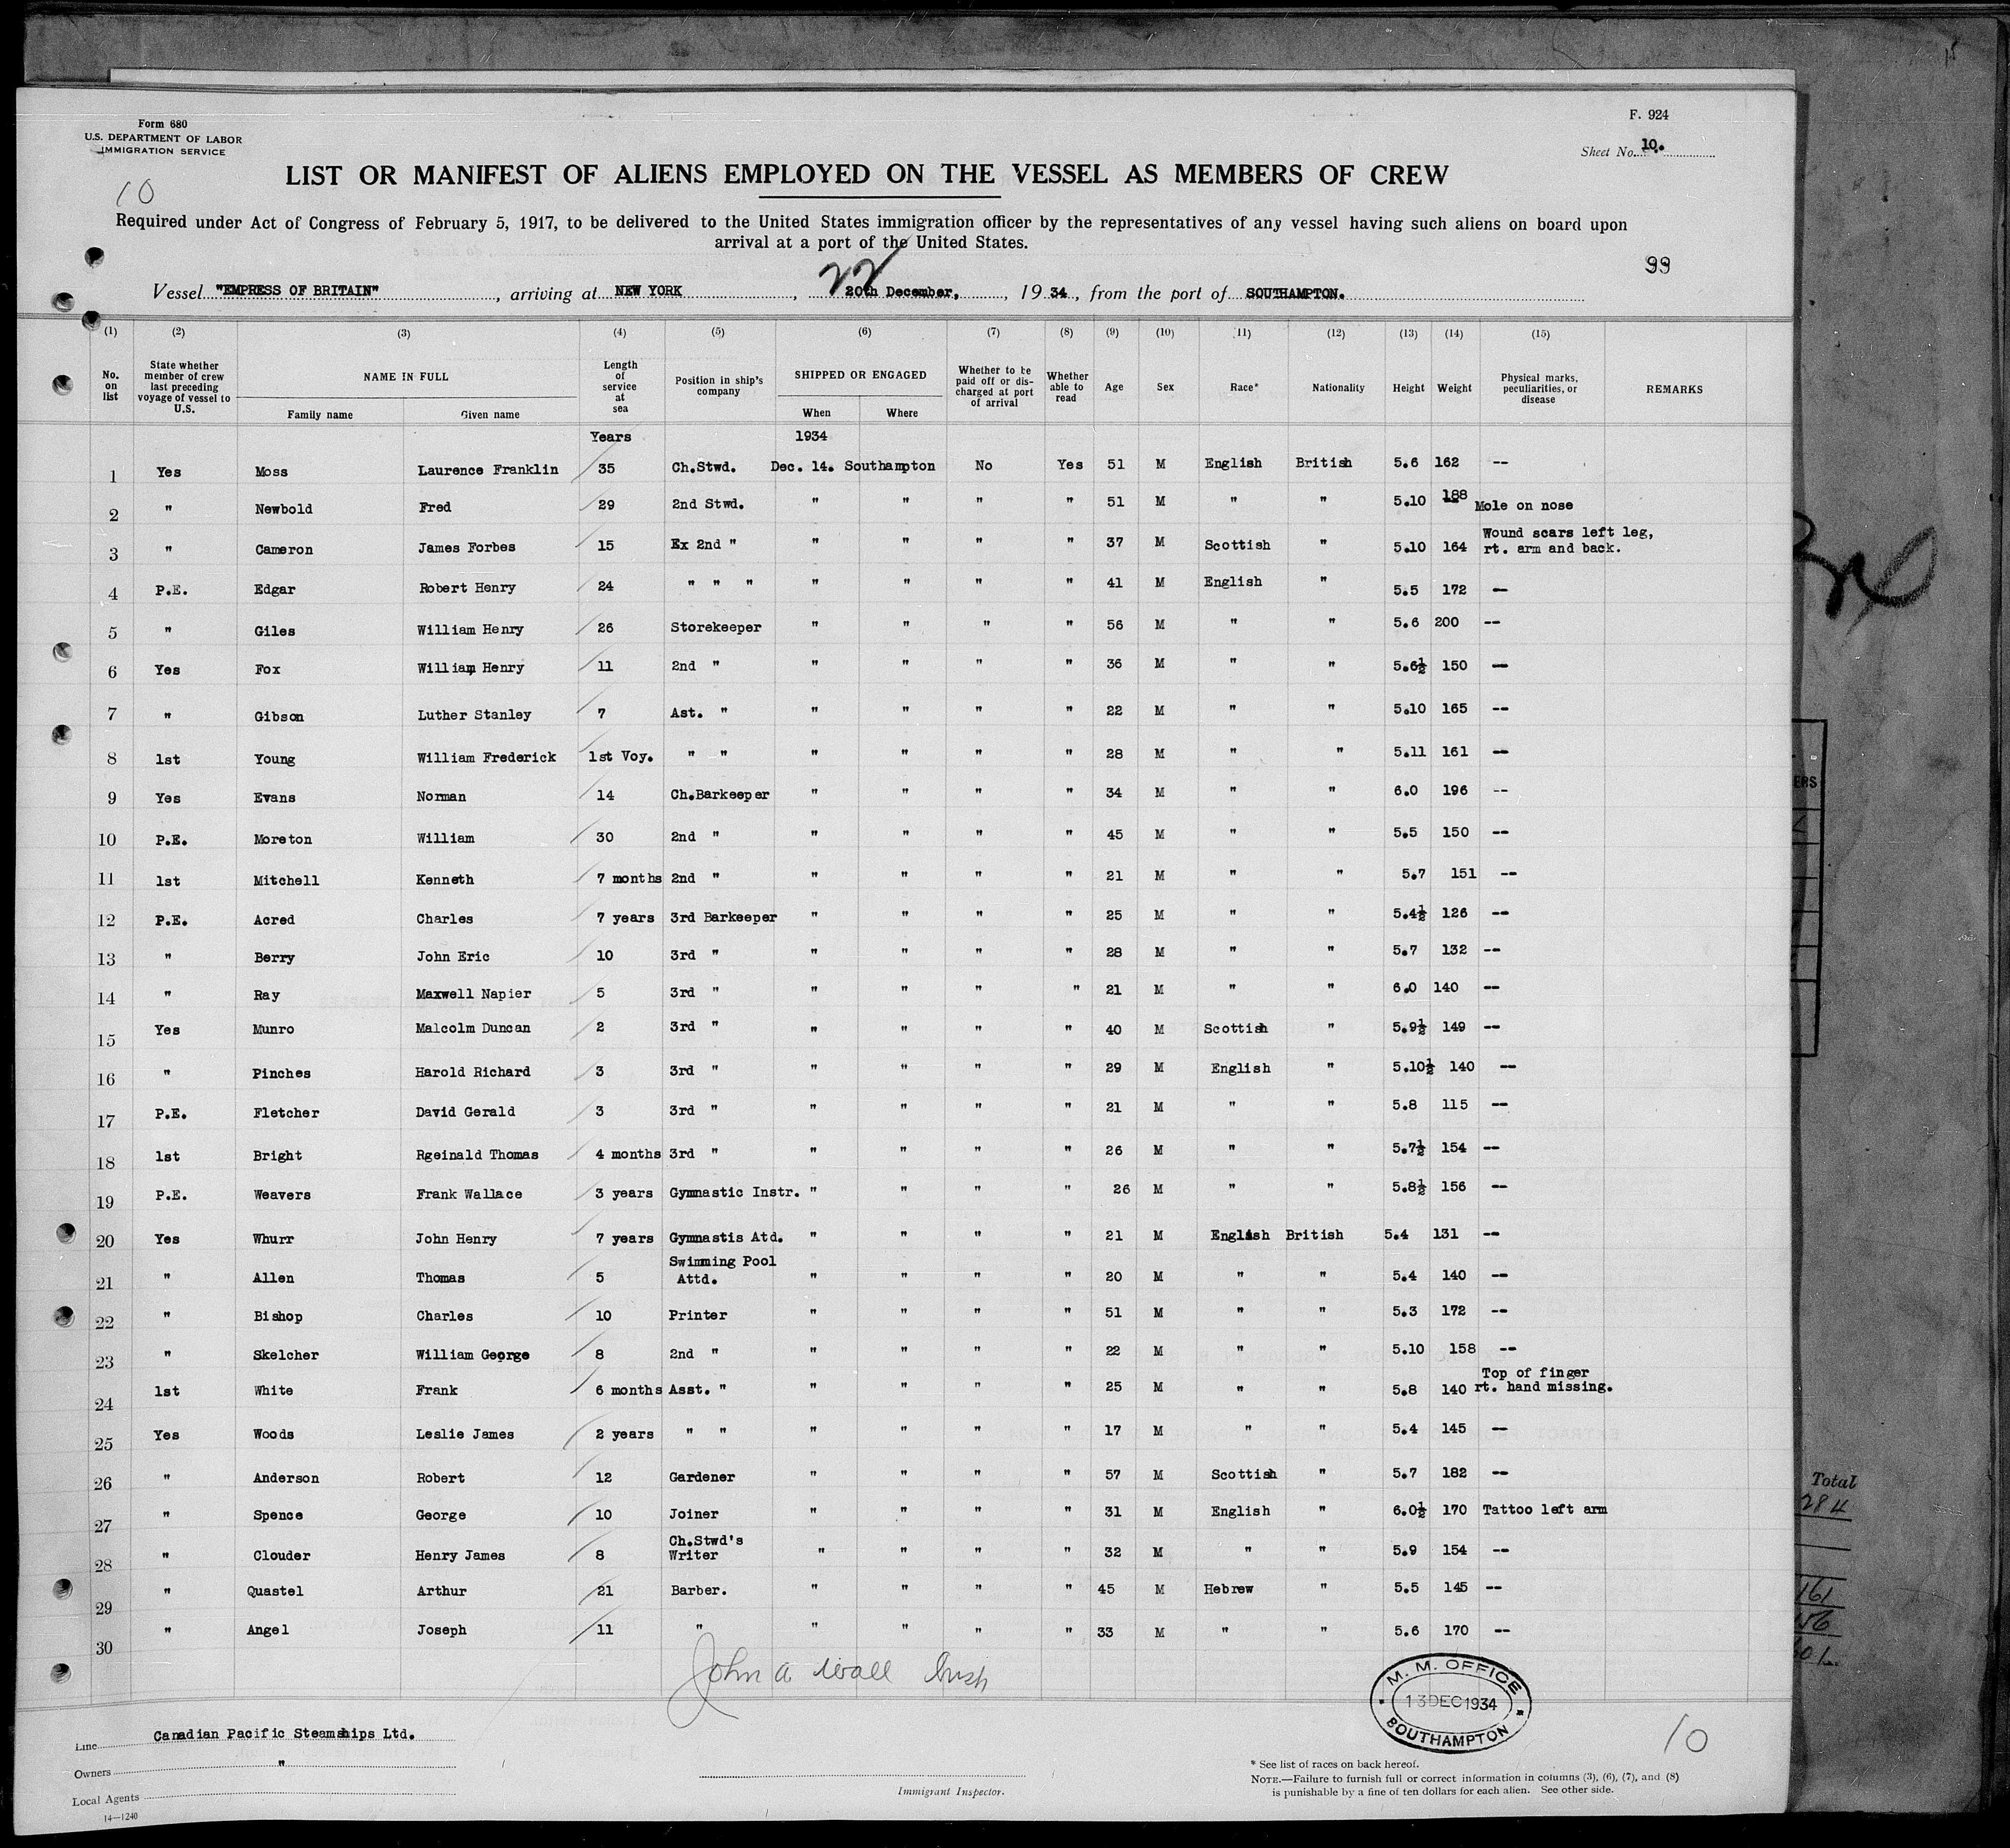 15
Form 680
U.S. DEPARTMENT OF LABOR
IMMIGRATION SERVICE
F. 924
Sheet No. 10.
10
LIST OR MANIFEST OF ALIENS EMPLOYED ON THE VESSEL AS MEMBERS OF CREW
Required under Act of Congress of February 5, 1917, to be delivered to the United States immigration officer by the representatives of any vessel having such aliens on board upon
arrival at a port of the United States.
99
22
Vessel "EMPRESS OF BRITAIN", arriving at NEW YORK, 20th December, 1934, from the port of SOUTHAMPTON.
(1) (2) (3) (4) (5) (6) (7) (8) (9) (10) (11) (12) (13) (14) (15)
No. on list
State whether member of crew last preceding voyage of vessel to U.S.
NAME IN FULL
Family name Given name
Length of service at sea
Position in ship's company
SHIPPED OR ENGAGED
When Where
Whether to be paid off or discharged at port of arrival
Whether able to read
Age Sex Race* Nationality Height Weight
Physical marks, peculiarities, or disease
REMARKS
Years 1934
1 Yes Moss Laurence Franklin 35 Ch.Stwd. Dec. 14. Southampton No Yes 51 M English British 5.6 162 --
2 " Newbold Fred 29 2nd Stwd. " " " " 51 M " " 5.10 188 Mole on nose
3 " Cameron James Forbes 15 Ex 2nd " " " " " 37 M Scottish " 5.10 164 Wound scars left leg, rt. arm and back.
4 P.E. Edgar Robert Henry 24 " " " " " " " 41 M English " 5.5 172 --
5 " Giles William Henry 26 Storekeeper " " " " 56 M " " 5.6 200 --
6 Yes Fox William Henry 11 2nd " " " " " 36 M " " 5.6½ 150 --
7 " Gibson Luther Stanley 7 Ast. " " " " " 22 M " " 5.10 165 --
8 1st Young William Frederick 1st Voy. " " " " " " 28 M " " 5.11 161 --
9 Yes Evans Norman 14 Ch.Barkeeper " " " " 34 M " " 6.0 196 --
10 P.E. Moreton William 30 2nd " " " " " 45 M " " 5.5 150 --
11 1st Mitchell Kenneth 7 months 2nd " " " " " 21 M " " 5.7 151 --
12 P.E. Acred Charles 7 years 3rd Barkeeper " " " " 25 M " " 5.4½ 126 --
13 " Berry John Eric 10 3rd " " " " " 28 M " " 5.7 132 --
14 " Ray Maxwell Napier 5 3rd " " " " " 21 M " " 6.0 140 --
15 Yes Munro Malcolm Duncan 2 3rd " " " " " 40 M Scottish " 5.9½ 149 --
16 " Pinches Harold Richard 3 3rd " " " " " 29 M English " 5.10½ 140 --
17 P.E. Fletcher David Gerald 3 3rd " " " " " 21 M " " 5.8 115 --
18 1st Bright Rgeinald Thomas 4 months 3rd " " " " " 26 M " " 5.7½ 154 --
19 P.E. Weavers Frank Wallace 3 years Gymnastic Instr. " " " " 26 M " " 5.8½ 156 --
20 Yes Whurr John Henry 7 years Gymnastis Atd. " " " " 21 M English British 5.4 131 --
21 " Allen Thomas 5 Swimming Pool Attd. " " " " 20 M " " 5.4 140 --
22 " Bishop Charles 10 Printer " " " " 51 M " " 5.3 172 --
23 " Skelcher William George 8 2nd " " " " " 22 M " " 5.10 158 --
24 1st White Frank 6 months Asst. " " " " " 25 M " " 5.8 140 Top of finger rt. hand missing.
25 Yes Woods Leslie James 2 years " " " " " " 17 M " " 5.4 145 --
26 " Anderson Robert 12 Gardener " " " " 57 M Scottish " 5.7 182 --
27 " Spence George 10 Joiner " " " " 31 M English " 6.0½ 170 Tattoo left arm
28 " Clouder Henry James 8 Ch.Stwd's Writer " " " " 32 M " " 5.9 154 --
29 " Quastel Arthur 21 Barber. " " " " 45 M Hebrew " 5.5 145 --
30 " Angel Joseph 11 " " " " " 33 M " " 5.6 170 --
John A Wall Insp
M. M. OFFICE
13 DEC 1934
SOUTHAMPTON
Line Canadian Pacific Steamships Ltd.
Owners "
Local Agents
14—1240
Immigrant Inspector.
10
* See list of races on back hereof.
NOTE.—Failure to furnish full or correct information in columns (3), (6), (7), and (8)
is punishable by a fine of ten dollars for each alien. See other side.
ERS
Total
284
161
156
601